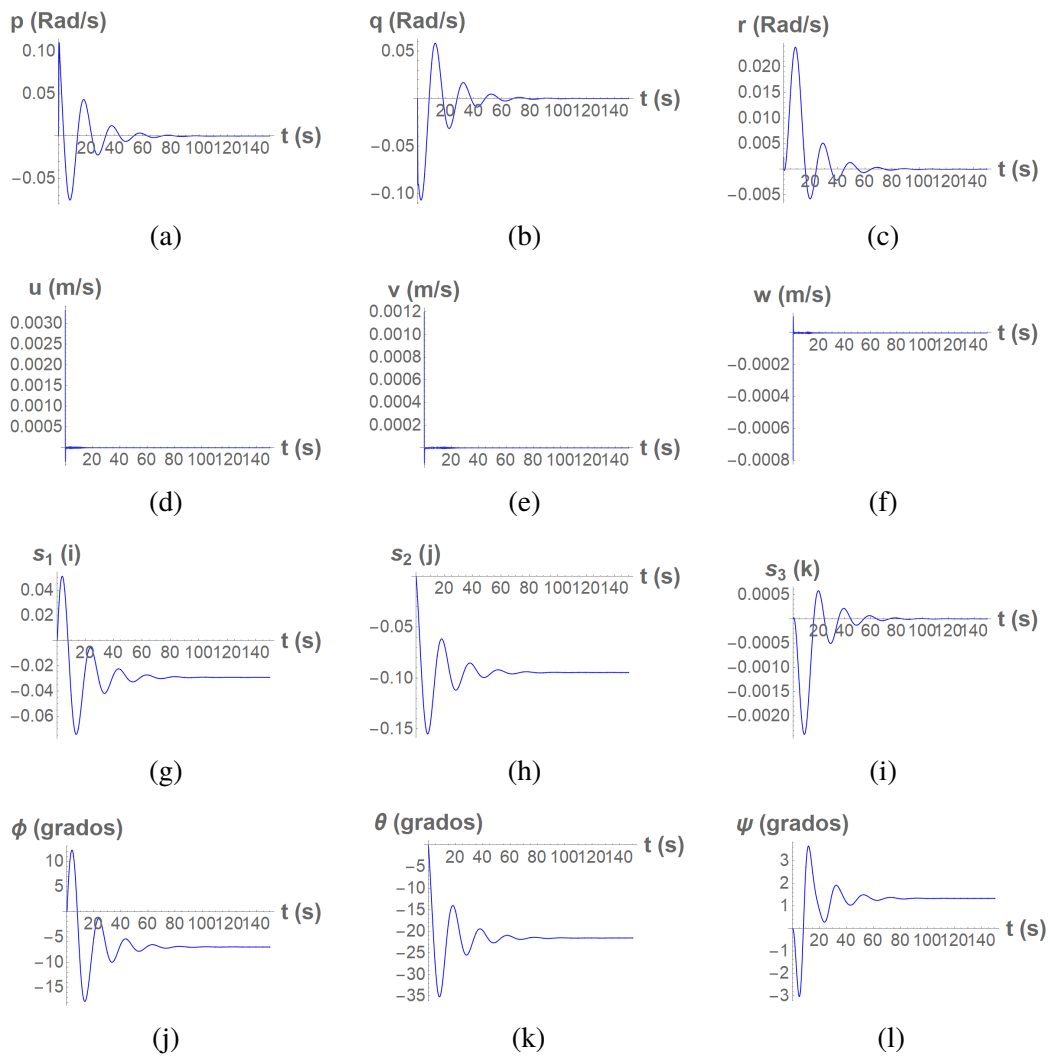 p (Rad/s)
0.10
0.05
−0.05
20 40 60 80 100120140
t (s)
(a)
q (Rad/s)
0.05
−0.05
−0.10
20 40 60 80 100120140
t (s)
(b)
r (Rad/s)
0.020
0.015
0.010
0.005
−0.005
20 40 60 80 100120140
t (s)
(c)
u (m/s)
0.0030
0.0025
0.0020
0.0015
0.0010
0.0005
20 40 60 80 100120140
t (s)
(d)
v (m/s)
0.0012
0.0010
0.0008
0.0006
0.0004
0.0002
20 40 60 80 100120140
t (s)
(e)
w (m/s)
−0.0002
−0.0004
−0.0006
−0.0008
20 40 60 80 100120140
t (s)
(f)
s₁ (i)
0.04
0.02
−0.02
−0.04
−0.06
20 40 60 80 100120140
t (s)
(g)
s₂ (j)
−0.05
−0.10
−0.15
20 40 60 80 100120140
t (s)
(h)
s₃ (k)
0.0005
−0.0005
−0.0010
−0.0015
−0.0020
20 40 60 80 100120140
t (s)
(i)
ϕ (grados)
10
5
−5
−10
−15
20 40 60 80 100120140
t (s)
(j)
θ (grados)
−5
−10
−15
−20
−25
−30
−35
20 40 60 80 100120140
t (s)
(k)
ψ (grados)
3
2
1
−1
−2
−3
20 40 60 80 100120140
t (s)
(l)